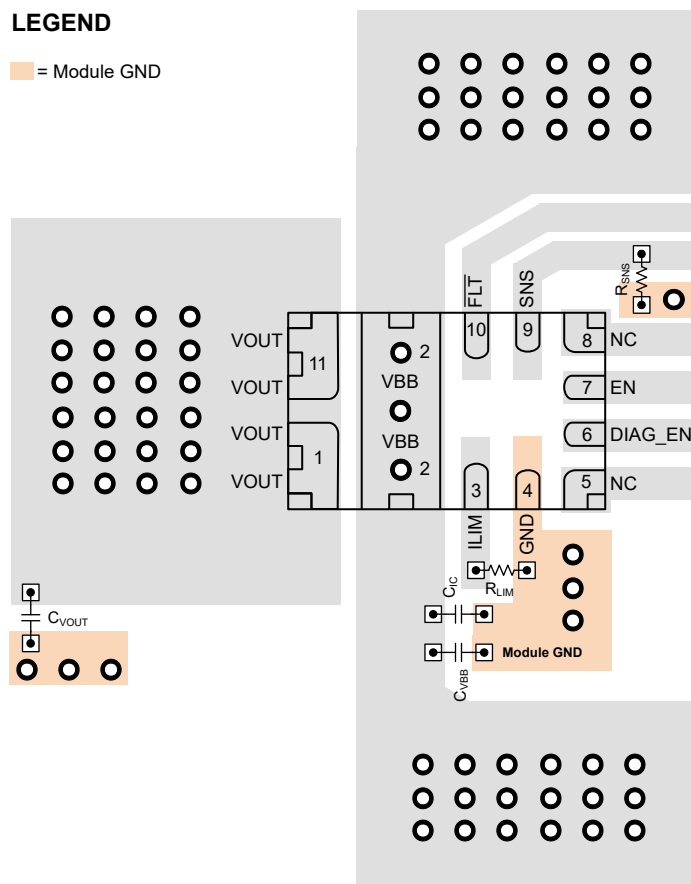 LEGEND
= Module GND
FLT
SNS
RSNS
VOUT
VOUT
VOUT
VOUT
11
1
2
VBB
VBB
2
10
9
8 NC
7 EN
6 DIAG_EN
5 NC
3
4
ILIM
GND
RLIM
CIC
CVBB
Module GND
CVOUT